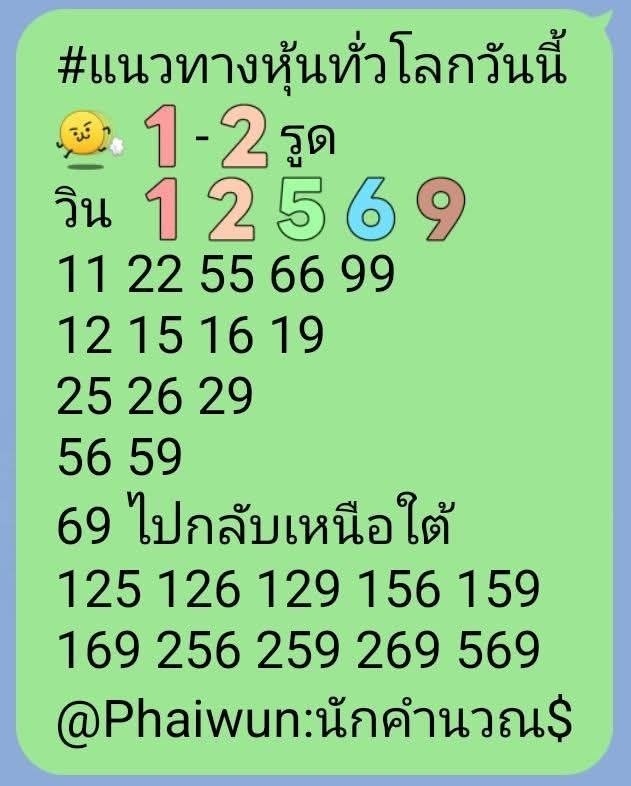 #แนวทางหุ้นทั่วโลกวันนี้
1 - 2 รูด
วิน 1 2 5 6 9
11 22 55 66 99
12 15 16 19
25 26 29
56 59
69 ไปกลับเหนือใต้
125 126 129 156 159
169 256 259 269 569
@Phaiwun:นักคำนวณ$